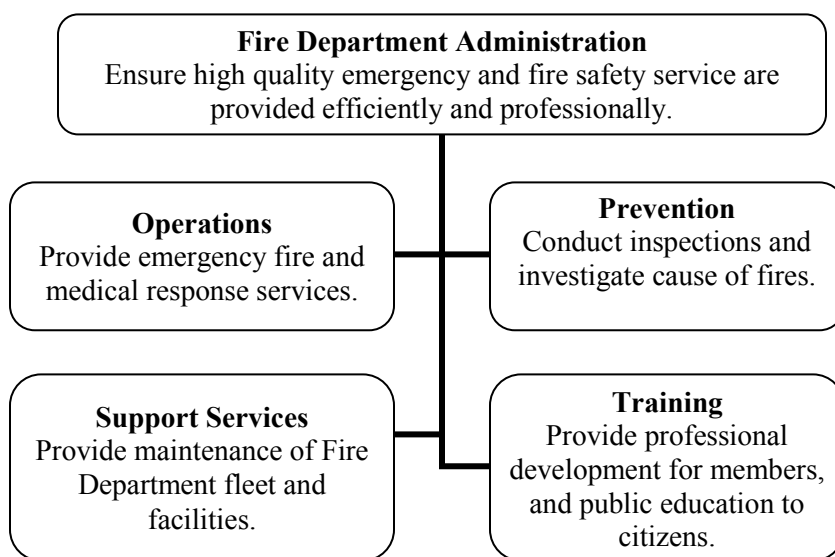 Fire Department Administration
Ensure high quality emergency and fire safety service are
provided efficiently and professionally.
Operations
Provide emergency fire and
medical response services.
Prevention
Conduct inspections and
investigate cause of fires.
Support Services
Provide maintenance of Fire
Department fleet and
facilities.
Training
Provide professional
development for members,
and public education to
citizens.